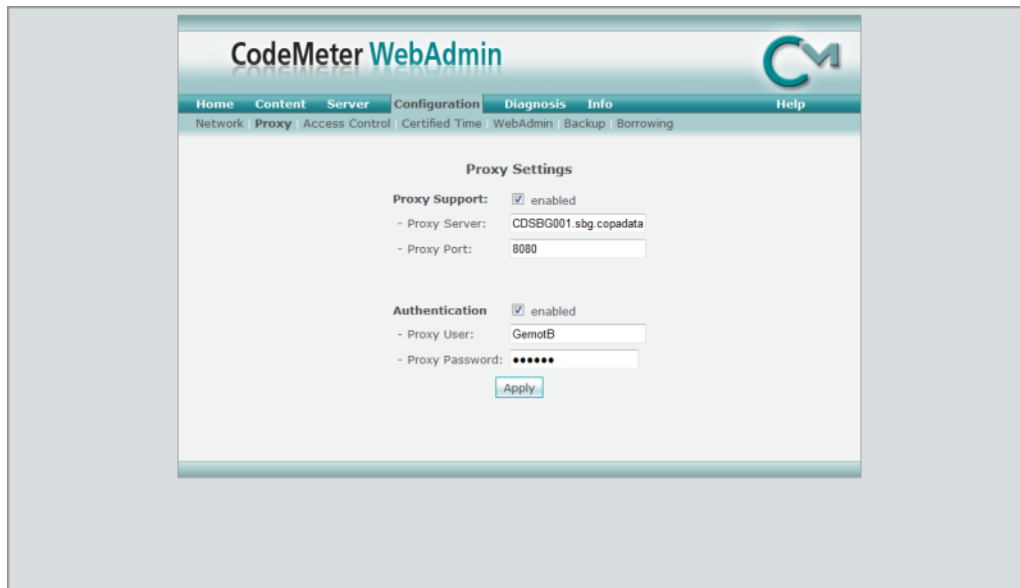 CodeMeter WebAdmin
CM
Home Content Server Configuration Diagnosis Info Help
Network | Proxy | Access Control | Certified Time | WebAdmin | Backup | Borrowing
Proxy Settings
Proxy Support: enabled
- Proxy Server: CDSBG001.sbg.copadata
- Proxy Port: 8080
Authentication enabled
- Proxy User: GernotB
- Proxy Password: ●●●●●●
Apply